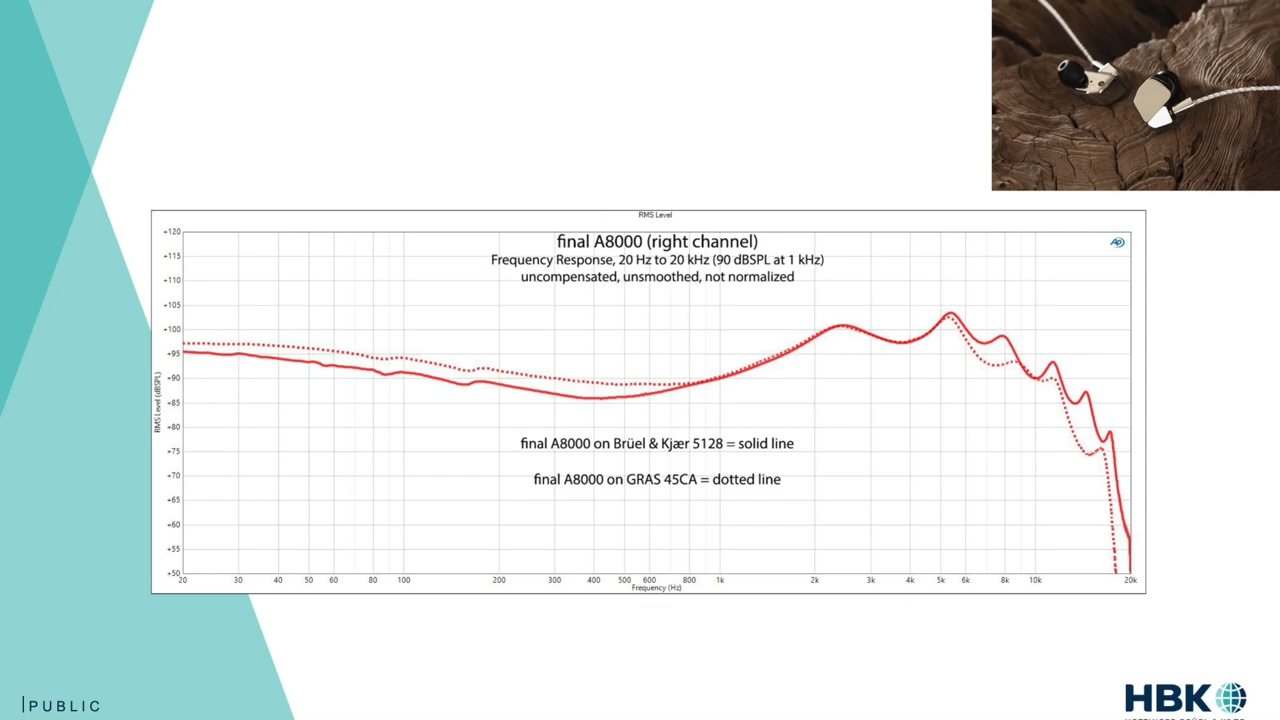 RMS Level
final A8000 (right channel)
Frequency Response, 20 Hz to 20 kHz (90 dBSPL at 1 kHz)
uncompensated, unsmoothed, not normalized
AP
+120
+115
+110
+105
+100
+95
+90
+85
+80
+75
+70
+65
+60
+55
+50
RMS Level (dBSPL)
final A8000 on Brüel & Kjær 5128 = solid line
final A8000 on GRAS 45CA = dotted line
20 30 40 50 60 80 100 200 300 400 500 600 800 1k 2k 3k 4k 5k 6k 8k 10k 20k
Frequency (Hz)
PUBLIC
HBK